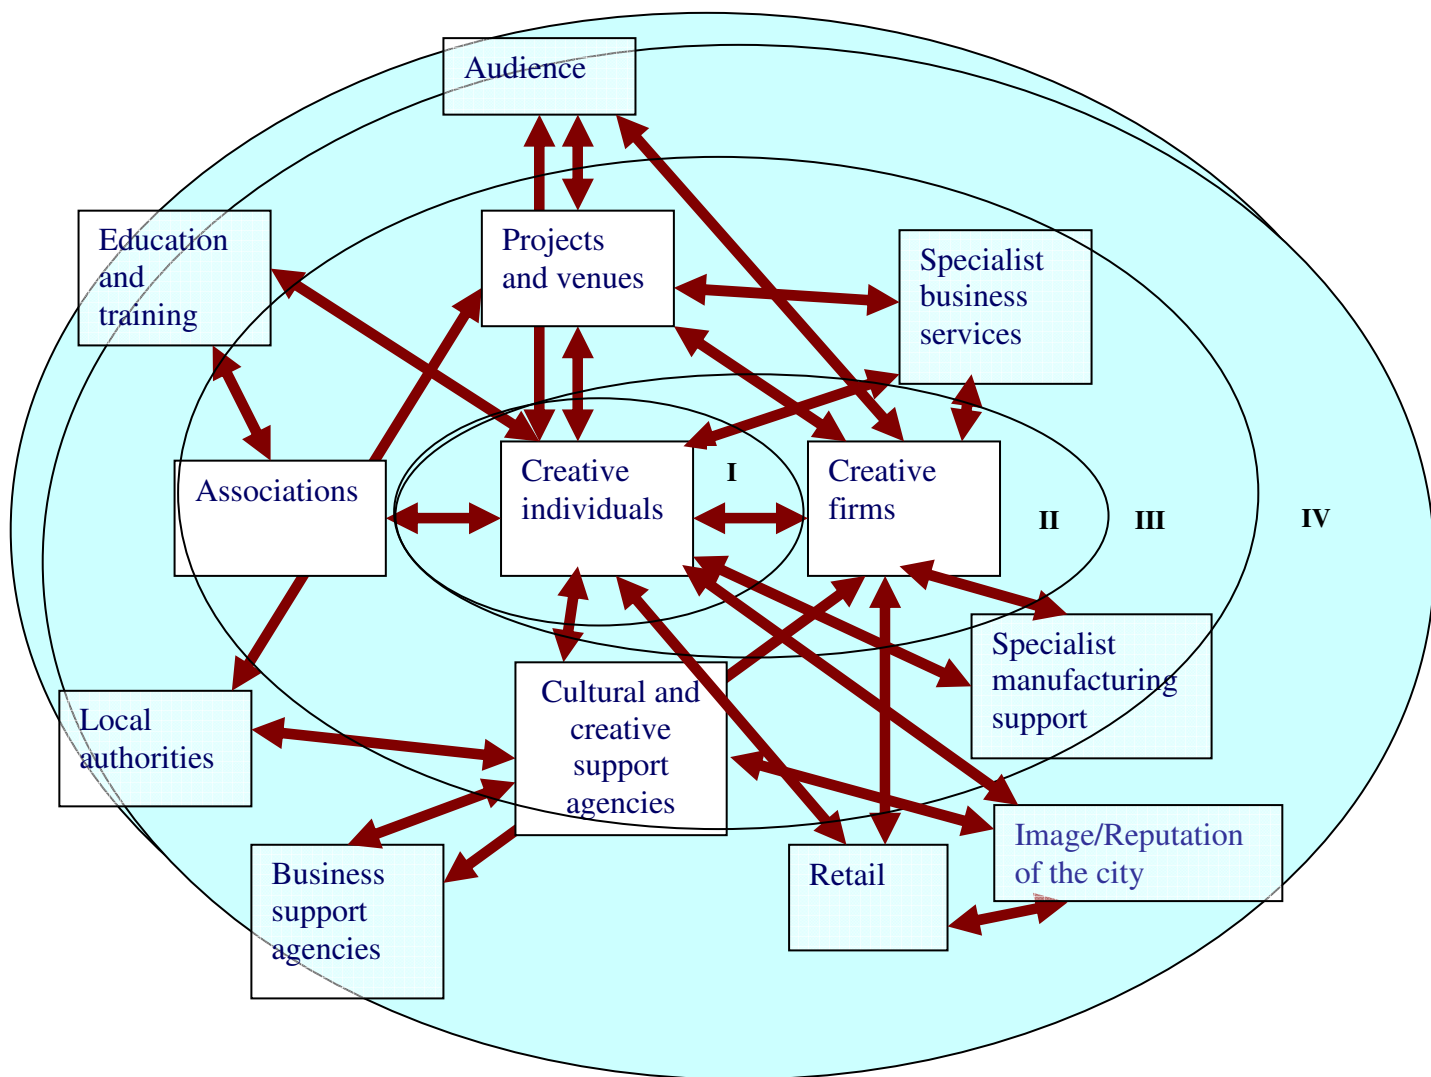 Audience
Education
and
training
Projects
and venues
Specialist
business
services
Associations
Creative
individuals
I
Creative
firms
II
III
IV
Local
authorities
Cultural and
creative
support
agencies
Specialist
manufacturing
support
Business
support
agencies
Retail
Image/Reputation
of the city